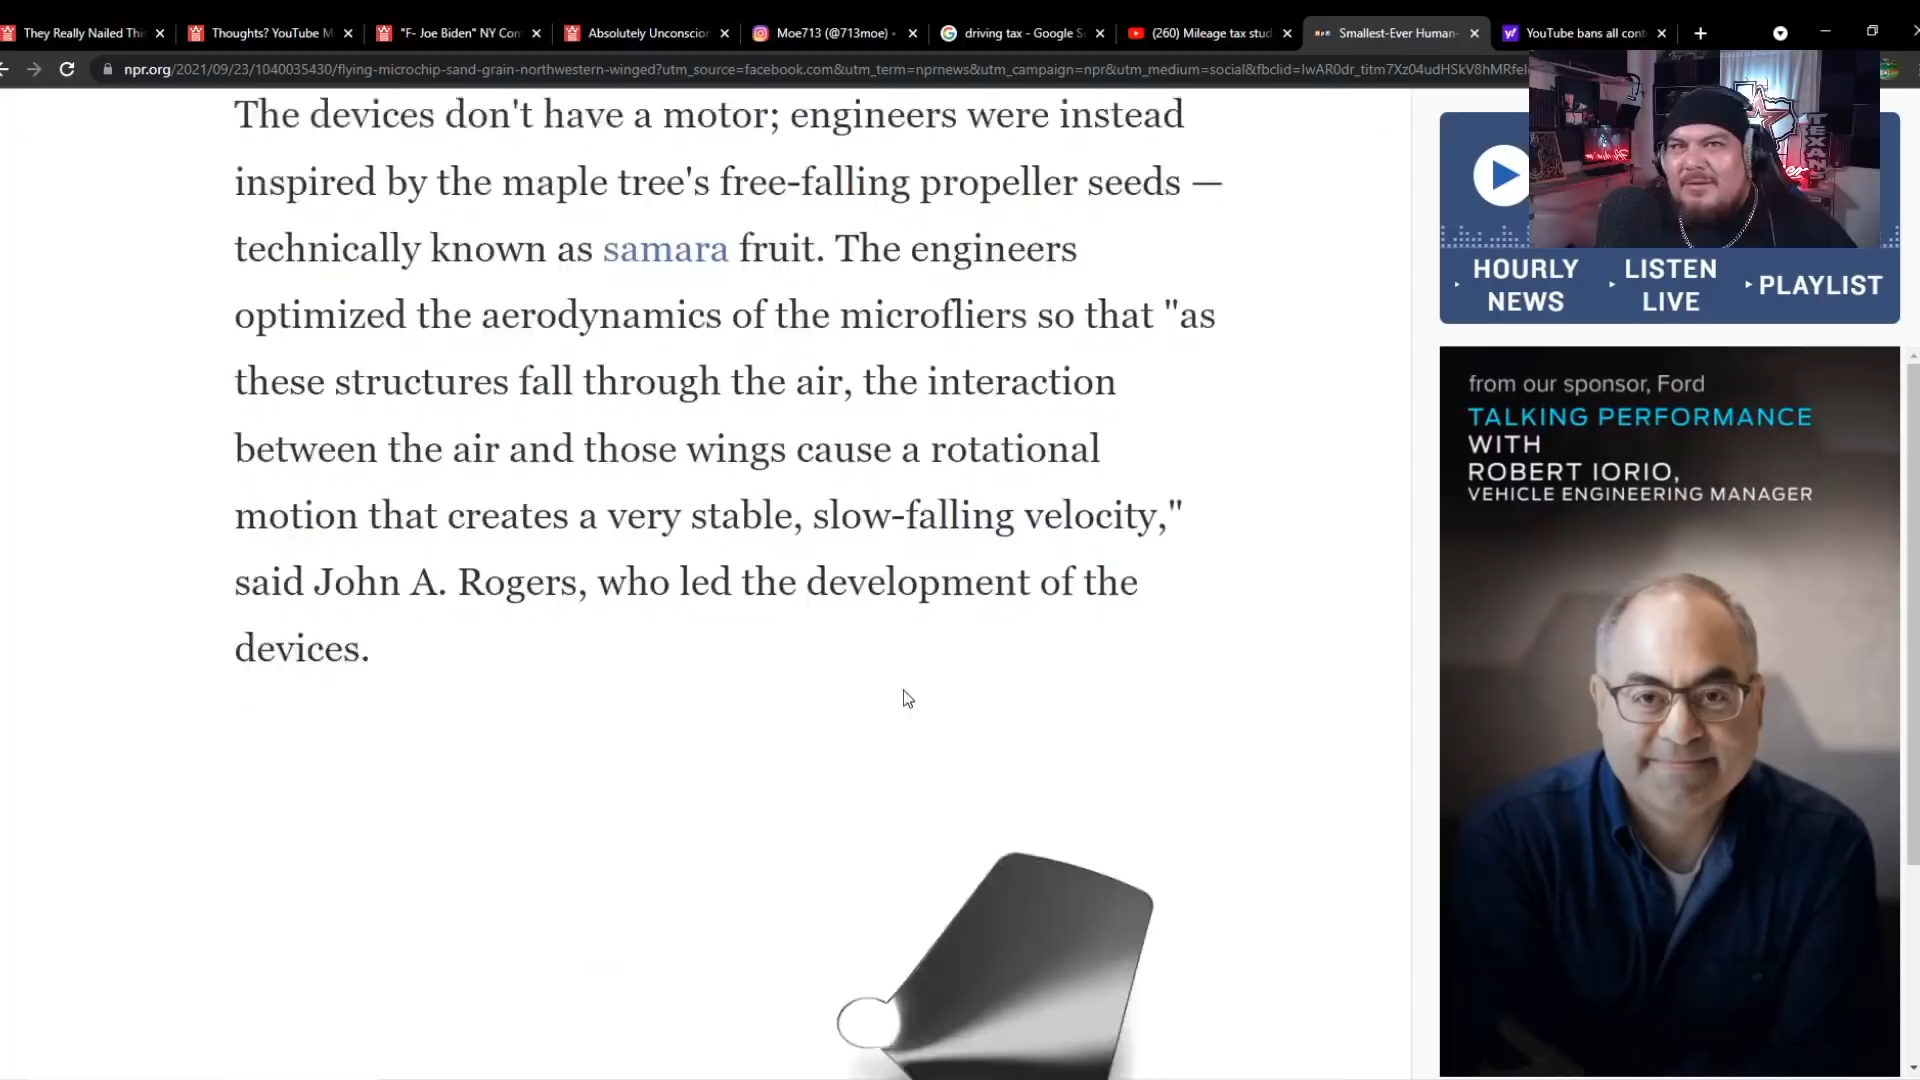 They Really Nailed Thi
Thoughts? YouTube M
"F- Joe Biden" NY Con
Absolutely Unconscio
Moe713 (@713moe) •
driving tax - Google S
(260) Mileage tax stud
Smallest-Ever Human-
YouTube bans all cont
npr.org/2021/09/23/1040035430/flying-microchip-sand-grain-northwestern-winged?utm_source=facebook.com&utm_term=nprnews&utm_campaign=npr&utm_medium=social&fbclid=
The devices don't have a motor; engineers were instead
inspired by the maple tree's free-falling propeller seeds —
technically known as samara fruit. The engineers
optimized the aerodynamics of the microfliers so that "as
these structures fall through the air, the interaction
between the air and those wings cause a rotational
motion that creates a very stable, slow-falling velocity,"
said John A. Rogers, who led the development of the
devices.
TEXANS
HOURLY
NEWS
LISTEN
LIVE
PLAYLIST
from our sponsor, Ford
TALKING PERFORMANCE
WITH
ROBERT IORIO,
VEHICLE ENGINEERING MANAGER